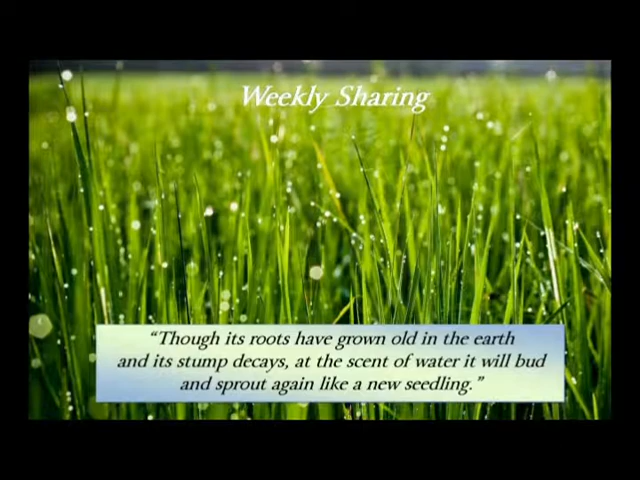 Weekly Sharing
“Though its roots have grown old in the earth
and its stump decays, at the scent of water it will bud
and sprout again like a new seedling.”